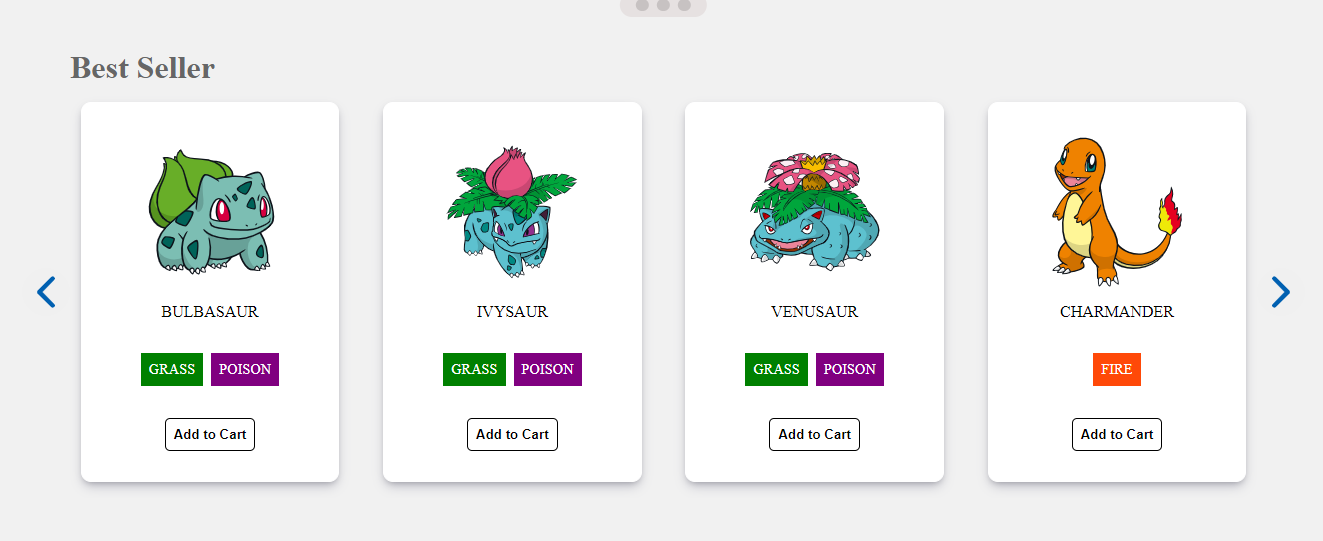 Best Seller
BULBASAUR
GRASS POISON
Add to Cart
IVYSAUR
GRASS POISON
Add to Cart
VENUSAUR
GRASS POISON
Add to Cart
CHARMANDER
FIRE
Add to Cart